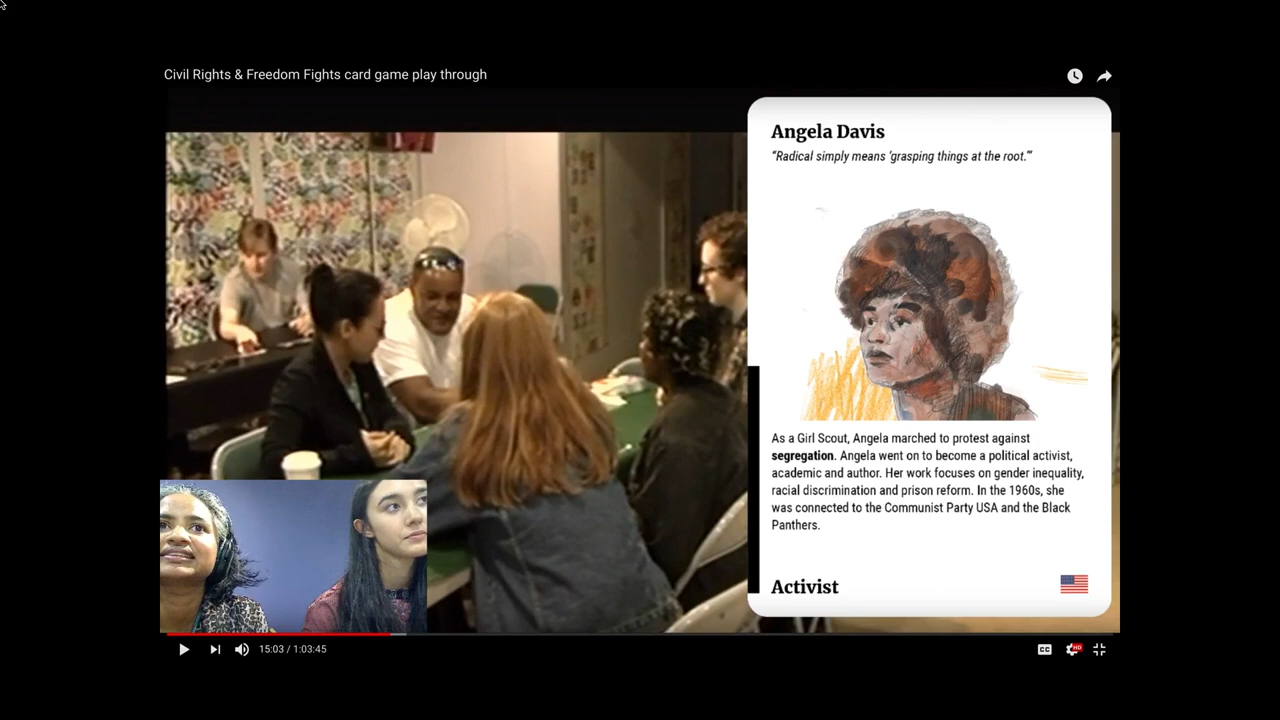 Civil Rights & Freedom Fights card game play through
Angela Davis
“Radical simply means ‘grasping things at the root.’”
As a Girl Scout, Angela marched to protest against
segregation. Angela went on to become a political activist,
academic and author. Her work focuses on gender inequality,
racial discrimination and prison reform. In the 1960s, she
was connected to the Communist Party USA and the Black
Panthers.
Activist
15:03 / 1:03:45
CC
HD